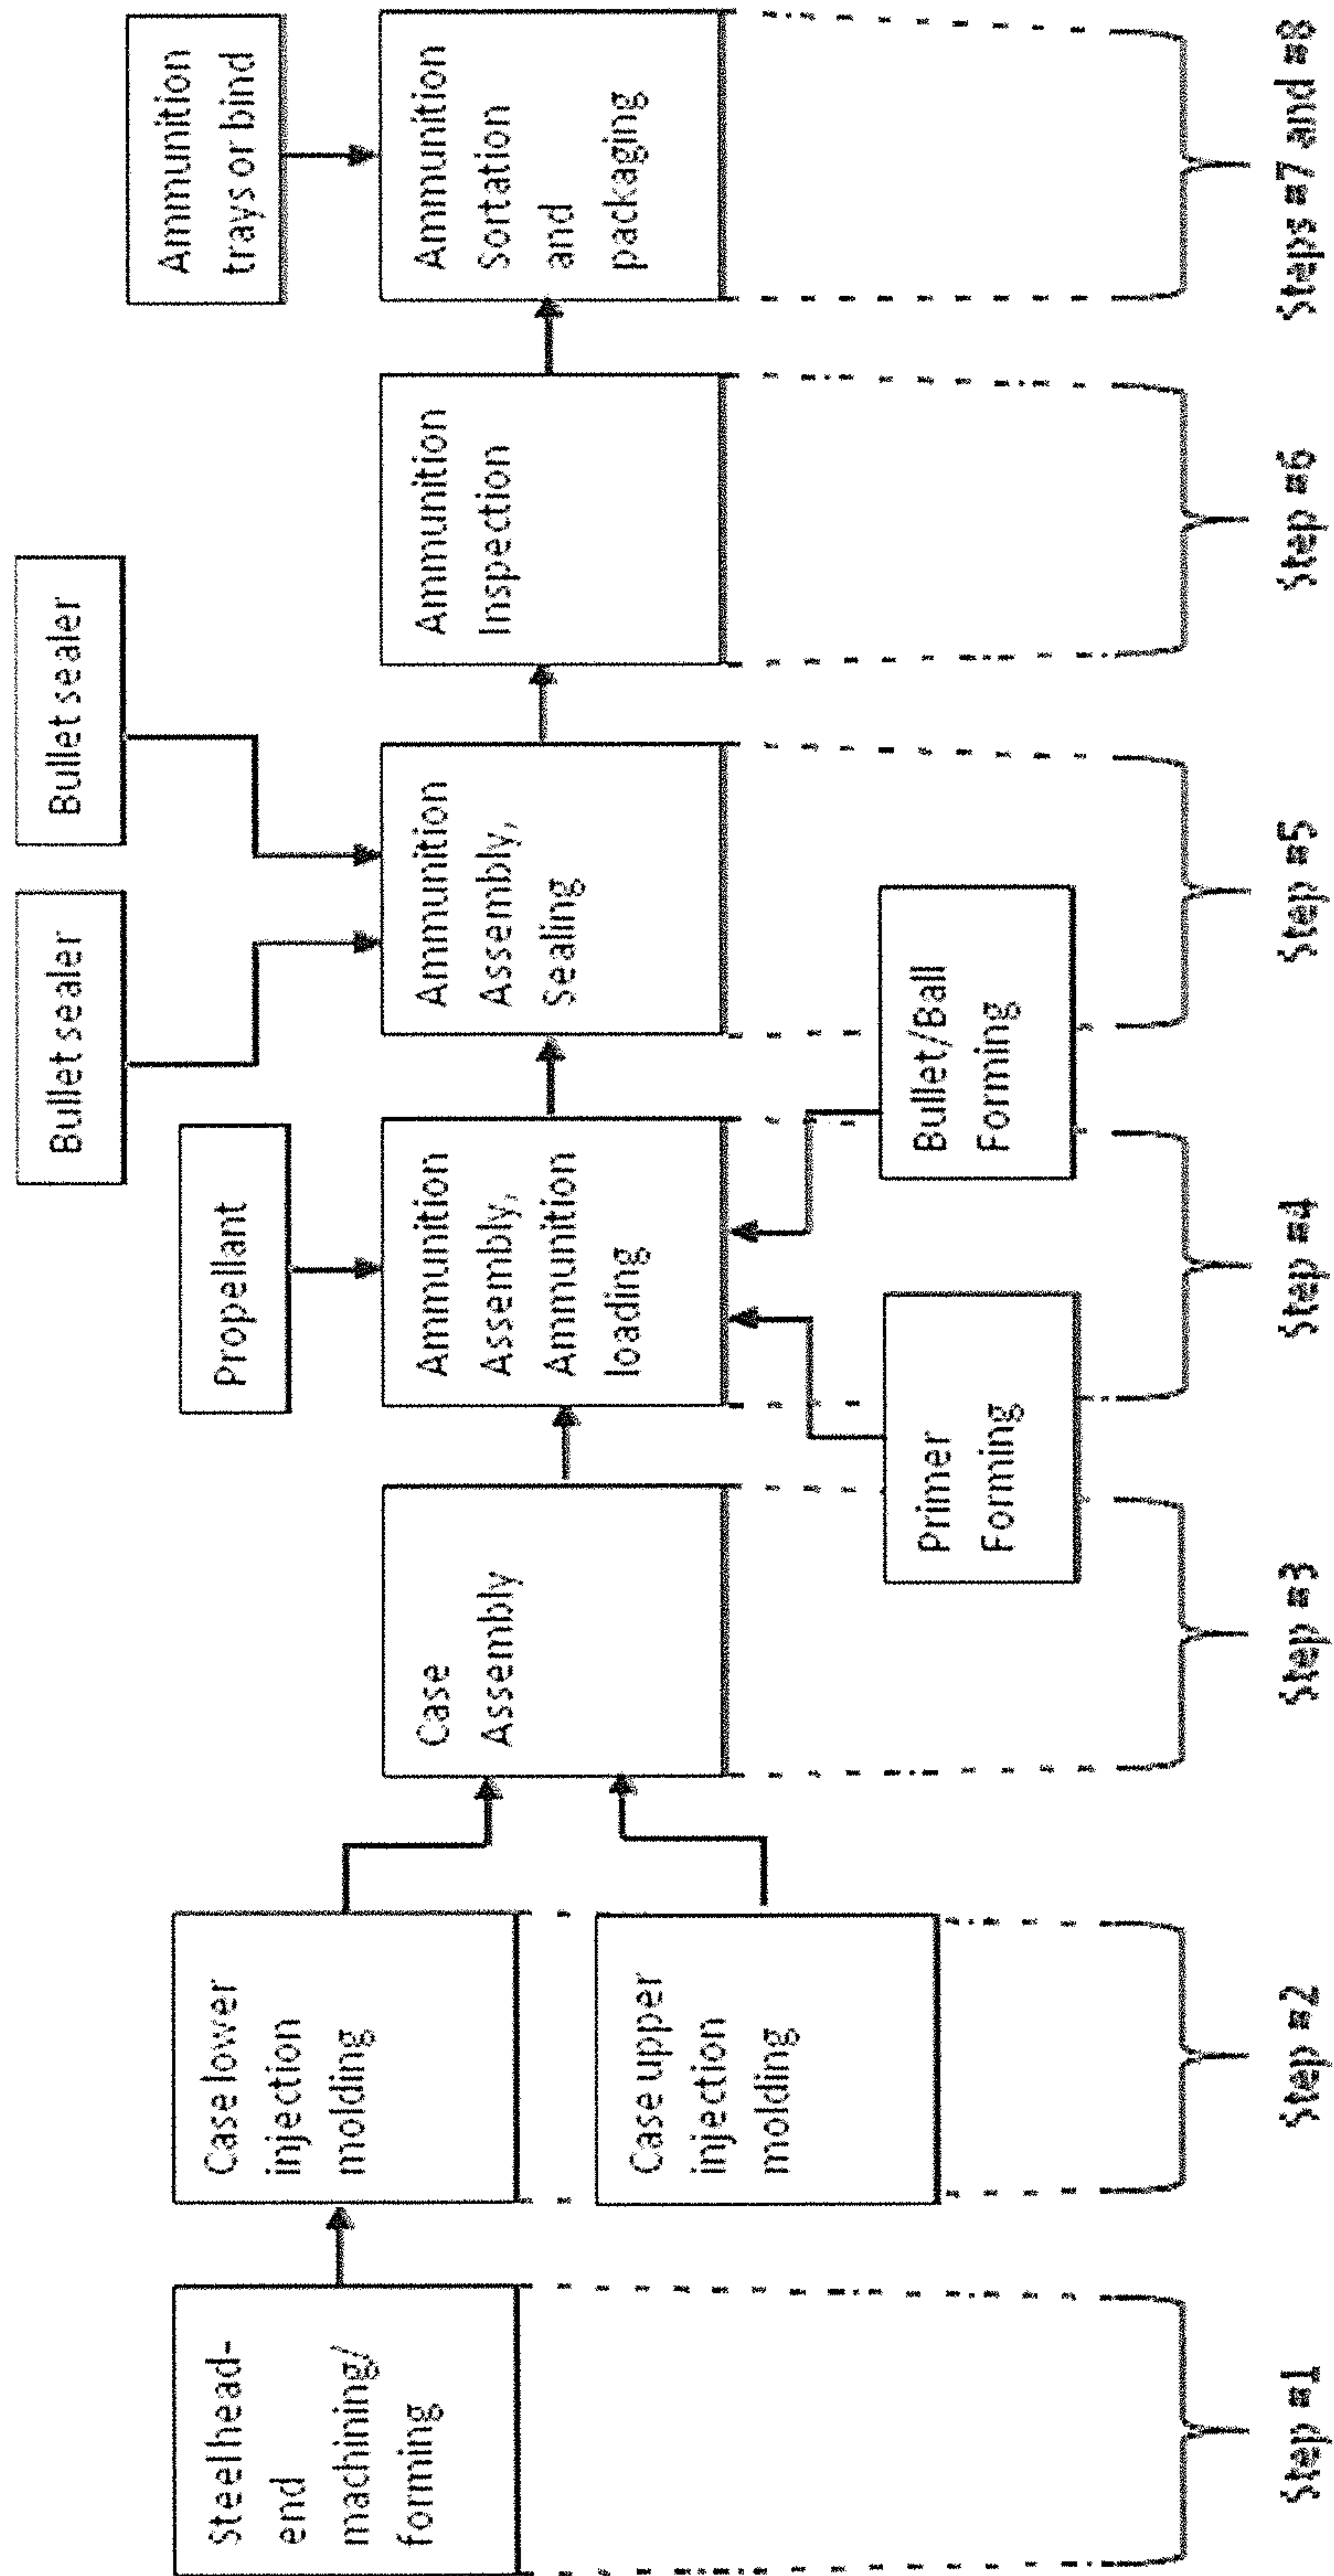 Steelhead-
end
machining/
forming
Case lower
injection
molding
Case upper
injection
molding
Case
Assembly
Propellant
Ammunition
Assembly,
Ammunition
loading
Primer
Forming
Bullet/Ball
Forming
Bullet sealer
Bullet sealer
Ammunition
Assembly,
Sealing
Ammunition
Inspection
Ammunition
trays or bind
Ammunition
Sortation
and
packaging
Step #1
Step #2
Step #3
Step #4
Step #5
Step #6
Steps #7 and #8